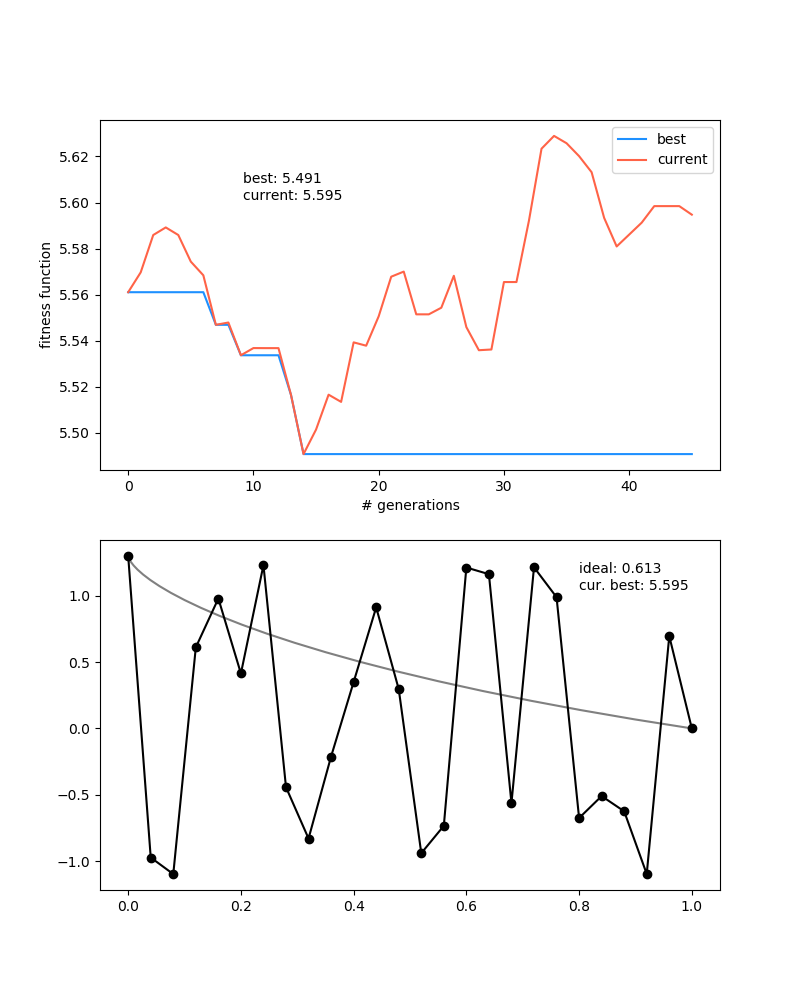 best
current
best: 5.491
current: 5.595
fitness function
5.62
5.60
5.58
5.56
5.54
5.52
5.50
0
10
20
30
40
# generations
ideal: 0.613
cur. best: 5.595
1.0
0.5
0.0
−0.5
−1.0
0.0
0.2
0.4
0.6
0.8
1.0